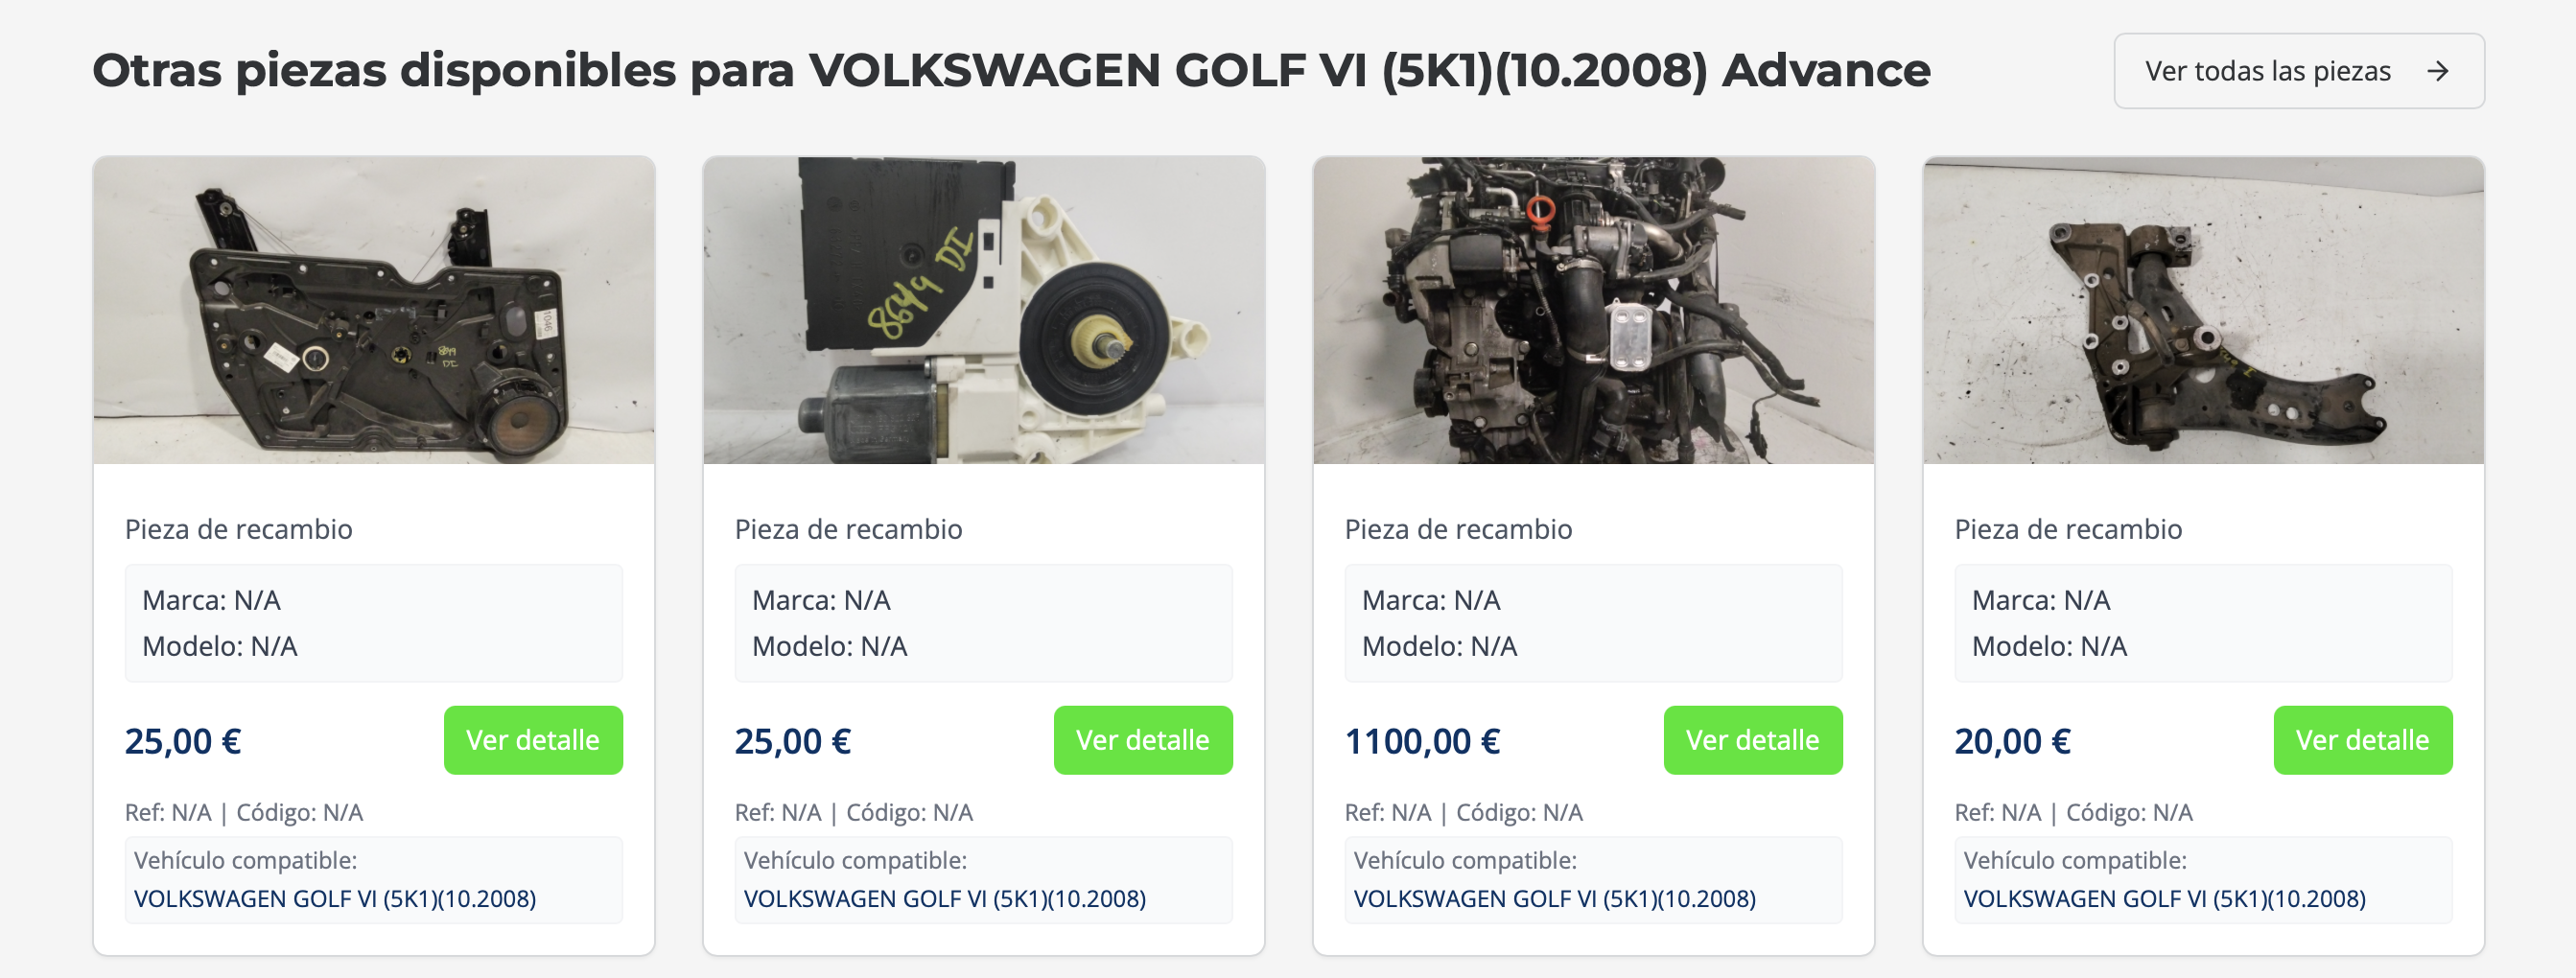 Otras piezas disponibles para VOLKSWAGEN GOLF VI (5K1)(10.2008) Advance
Ver todas las piezas
8649 DI
Pieza de recambio
Marca: N/A
Modelo: N/A
25,00 €
Ver detalle
Ref: N/A | Código: N/A
Vehículo compatible:
VOLKSWAGEN GOLF VI (5K1)(10.2008)
Pieza de recambio
Marca: N/A
Modelo: N/A
25,00 €
Ver detalle
Ref: N/A | Código: N/A
Vehículo compatible:
VOLKSWAGEN GOLF VI (5K1)(10.2008)
Pieza de recambio
Marca: N/A
Modelo: N/A
1100,00 €
Ver detalle
Ref: N/A | Código: N/A
Vehículo compatible:
VOLKSWAGEN GOLF VI (5K1)(10.2008)
Pieza de recambio
Marca: N/A
Modelo: N/A
20,00 €
Ver detalle
Ref: N/A | Código: N/A
Vehículo compatible:
VOLKSWAGEN GOLF VI (5K1)(10.2008)